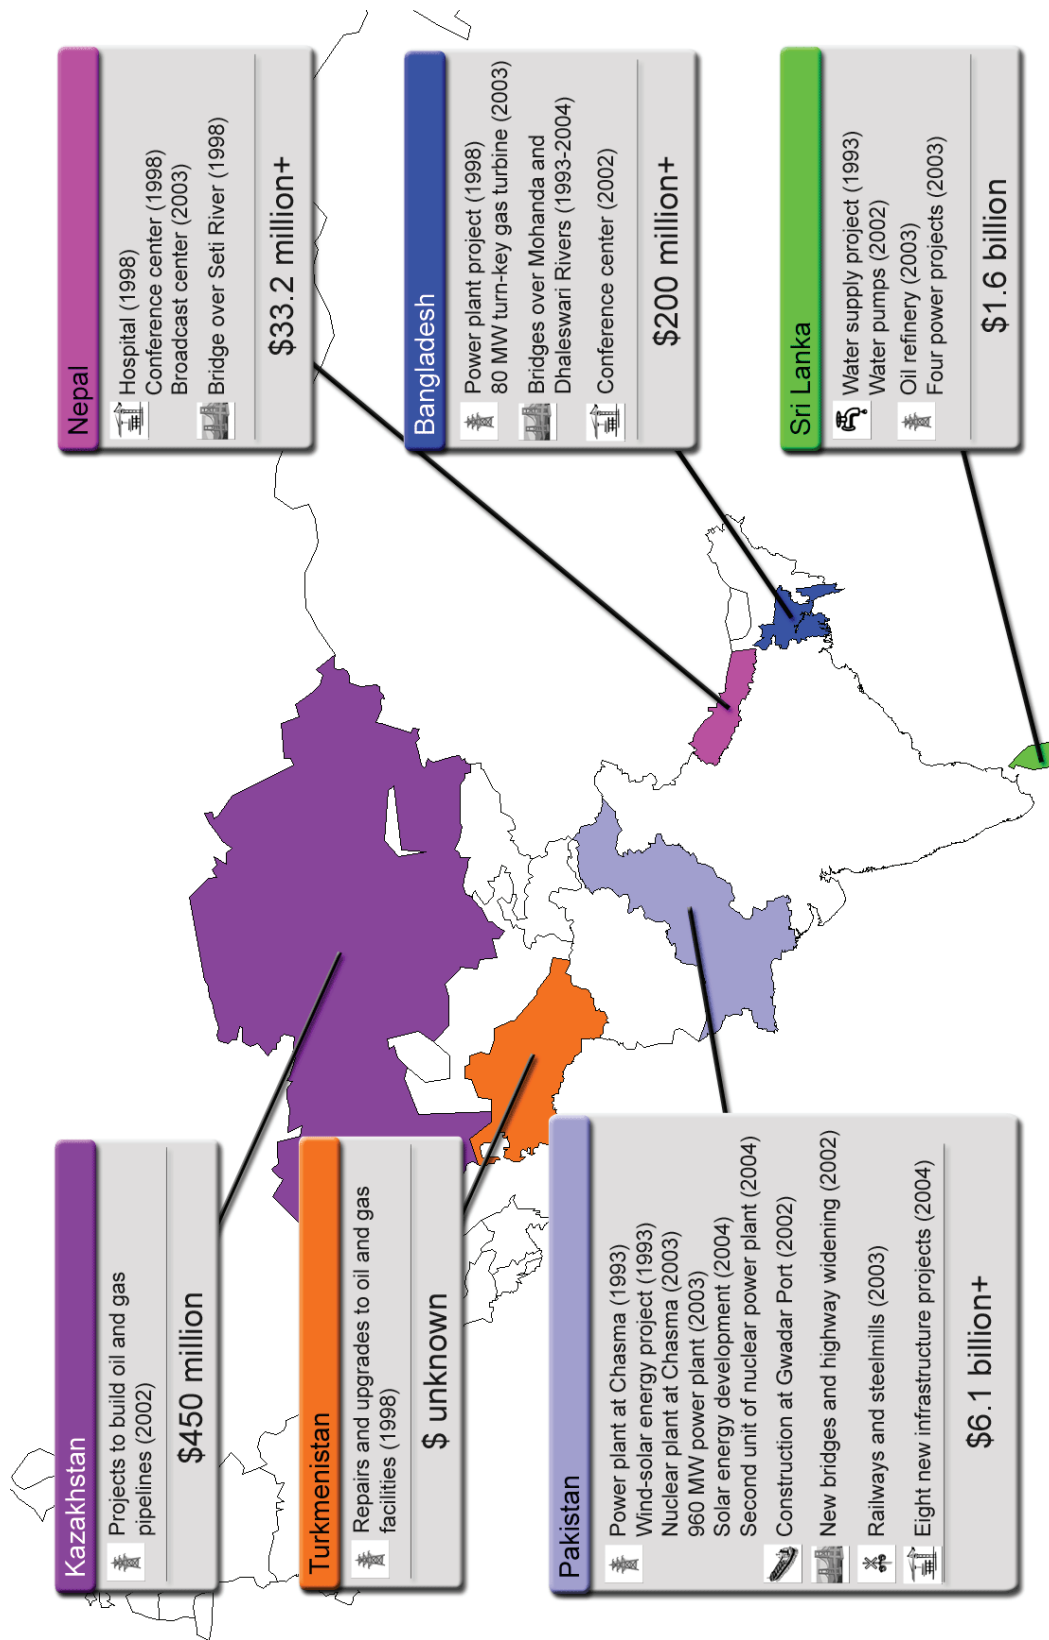 Kazakhstan
Projects to build oil and gas
pipelines (2002)
$450 million
Turkmenistan
Repairs and upgrades to oil and gas
facilities (1998)
$ unknown
Pakistan
Power plant at Chasma (1993)
Wind-solar energy project (1993)
Nuclear plant at Chasma (2003)
960 MW power plant (2003)
Solar energy development (2004)
Second unit of nuclear power plant (2004)
Construction at Gwadar Port (2002)
New bridges and highway widening (2002)
Railways and steelmills (2003)
Eight new infrastructure projects (2004)
$6.1 billion+
Nepal
Hospital (1998)
Conference center (1998)
Broadcast center (2003)
Bridge over Seti River (1998)
$33.2 million+
Bangladesh
Power plant project (1998)
80 MW turn-key gas turbine (2003)
Bridges over Mohanda and
Dhaleswari Rivers (1993-2004)
Conference center (2002)
$200 million+
Sri Lanka
Water supply project (1993)
Water pumps (2002)
Oil refinery (2003)
Four power projects (2003)
$1.6 billion